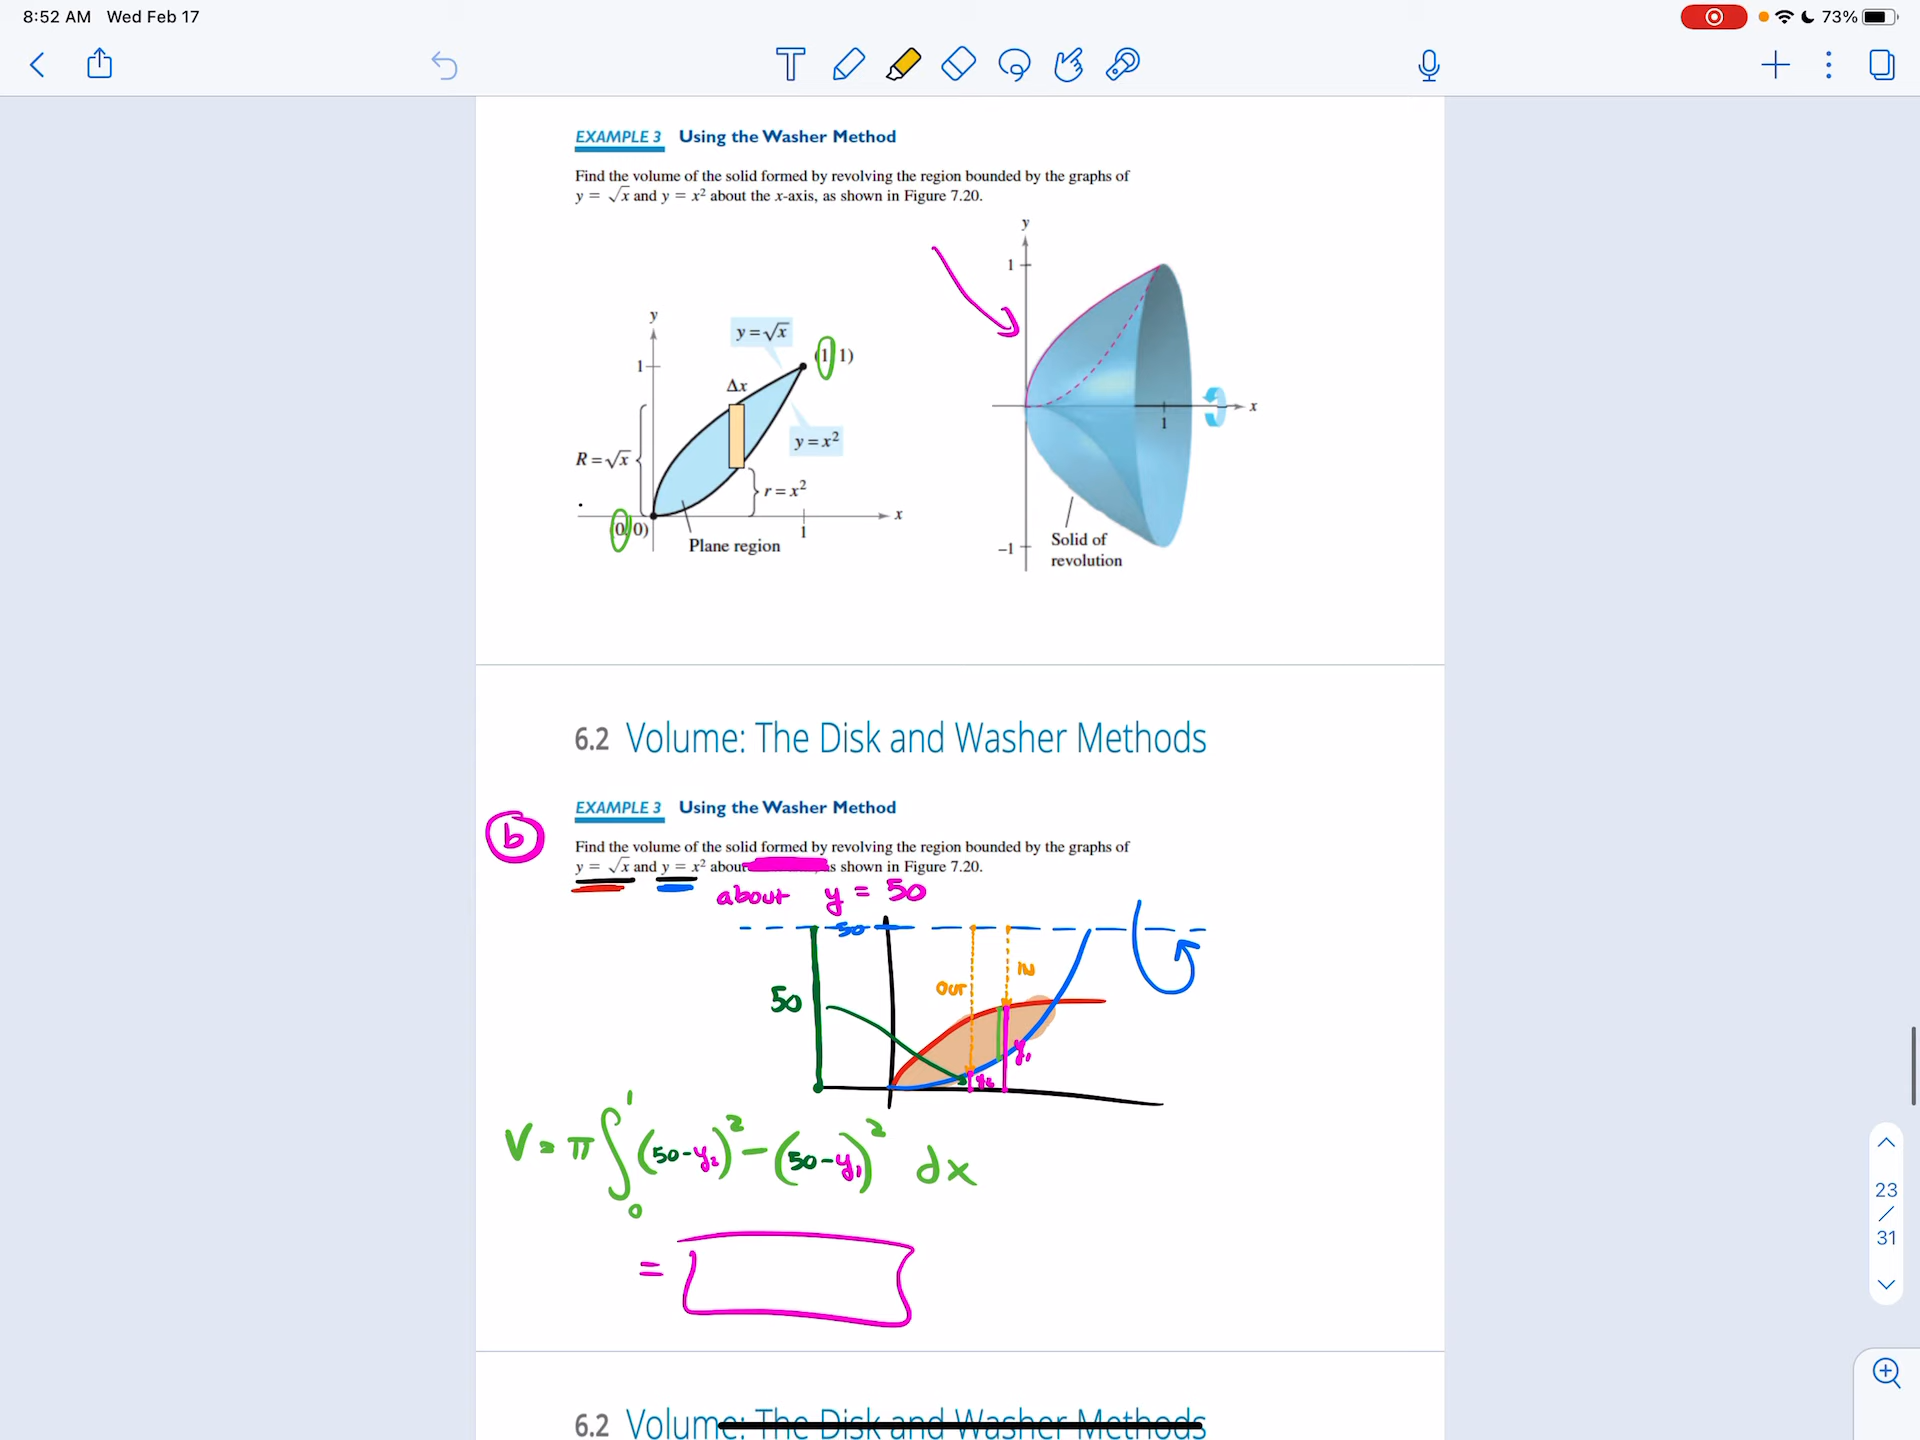 8:52 AM Wed Feb 17
73%
EXAMPLE 3 Using the Washer Method
Find the volume of the solid formed by revolving the region bounded by the graphs of
y = √x and y = x² about the x-axis, as shown in Figure 7.20.
y
1
y = √x
(1, 1)
Δx
y = x²
R = √x
r = x²
(0, 0)
1
x
Plane region
y
1
x
1
−1
Solid of
revolution
6.2 Volume: The Disk and Washer Methods
b
EXAMPLE 3 Using the Washer Method
Find the volume of the solid formed by revolving the region bounded by the graphs of
y = √x and y = x² about as shown in Figure 7.20.
about y = 50
50
IN
OUT
50
y₁
y₂
V = π ∫₀¹ (50-y₂)² - (50-y₁)² dx
=
23
/
31
6.2 Volume: The Disk and Washer Methods